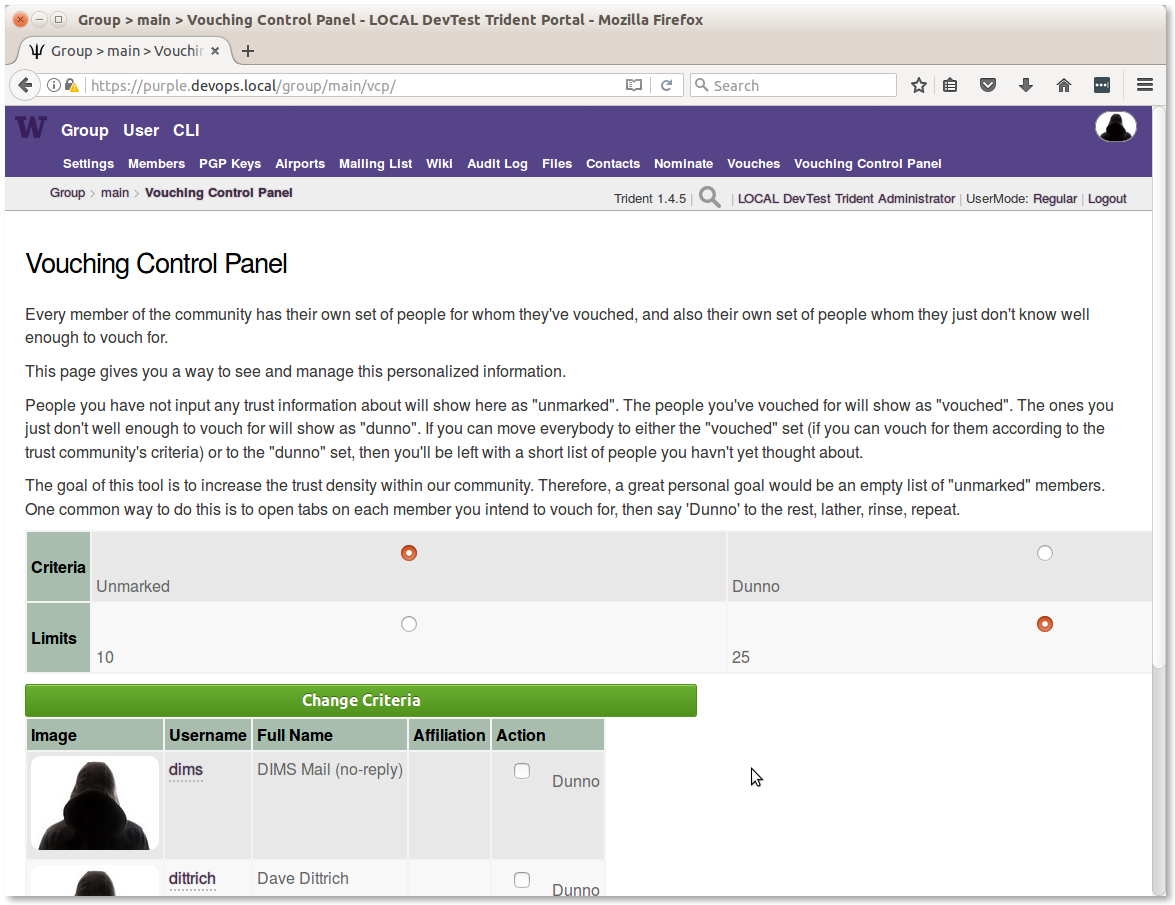 Group > main > Vouching Control Panel - LOCAL DevTest Trident Portal - Mozilla Firefox
Group > main > Vouchin
https://purple.devops.local/group/main/vcp/
Search
W
Group User CLI
Settings Members PGP Keys Airports Mailing List Wiki Audit Log Files Contacts Nominate Vouches Vouching Control Panel
Group > main > Vouching Control Panel
Trident 1.4.5 | | LOCAL DevTest Trident Administrator | UserMode: Regular | Logout
Vouching Control Panel
Every member of the community has their own set of people for whom they've vouched, and also their own set of people whom they just don't know well
enough to vouch for.
This page gives you a way to see and manage this personalized information.
People you have not input any trust information about will show here as "unmarked". The people you've vouched for will show as "vouched". The ones you
just don't well enough to vouch for will show as "dunno". If you can move everybody to either the "vouched" set (if you can vouch for them according to the
trust community's criteria) or to the "dunno" set, then you'll be left with a short list of people you havn't yet thought about.
The goal of this tool is to increase the trust density within our community. Therefore, a great personal goal would be an empty list of "unmarked" members.
One common way to do this is to open tabs on each member you intend to vouch for, then say 'Dunno' to the rest, lather, rinse, repeat.
Criteria
Unmarked
Dunno
Limits
10
25
Change Criteria
Image Username Full Name Affiliation Action
dims DIMS Mail (no-reply) Dunno
dittrich Dave Dittrich Dunno